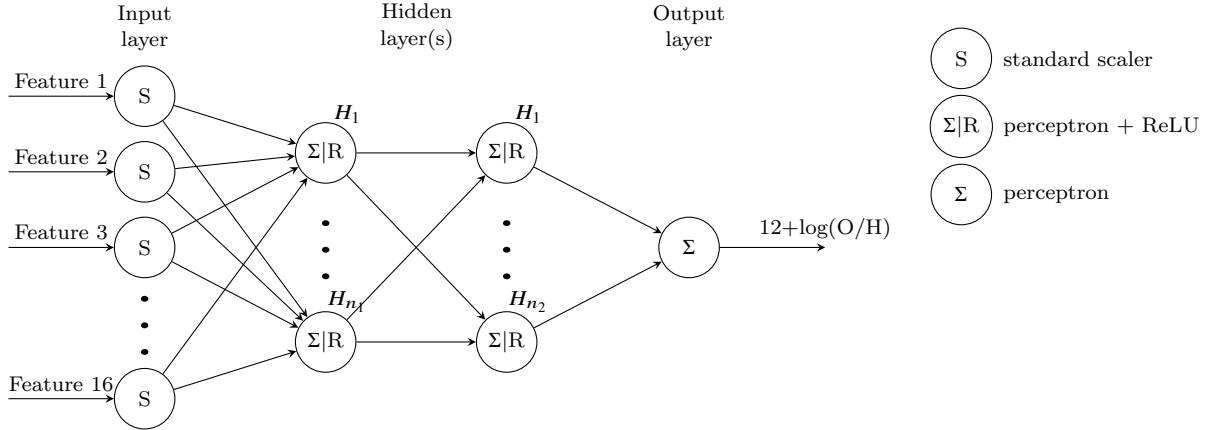 Input
layer
Hidden
layer(s)
Output
layer
Feature 1
S
Feature 2
S
Feature 3
S
Feature 16
S
H₁
Σ|R
Hₙ₁
Σ|R
H₁
Σ|R
Hₙ₂
Σ|R
Σ
12+log(O/H)
S standard scaler
Σ|R perceptron + ReLU
Σ perceptron